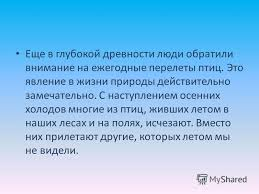 • Еще в глубокой древности люди обратили
внимание на ежегодные перелеты птиц. Это
явление в жизни природы действительно
замечательно. С наступлением осенних
холодов многие из птиц, живших летом в
наших лесах и на полях, исчезают. Вместо
них прилетают другие, которых летом мы
не видели.
MyShared